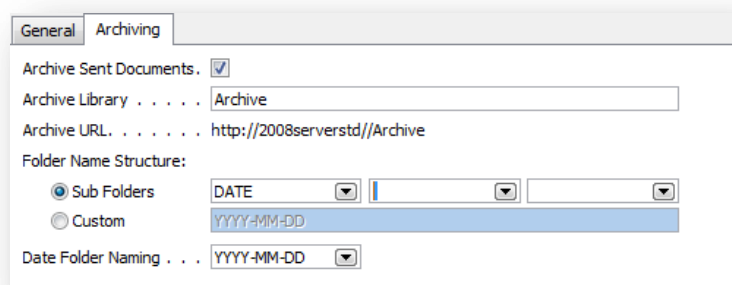 General Archiving
Archive Sent Documents.
Archive Library . . . . . Archive
Archive URL. . . . . . . http://2008serverstd//Archive
Folder Name Structure:
Sub Folders DATE
Custom YYYY-MM-DD
Date Folder Naming . . . YYYY-MM-DD